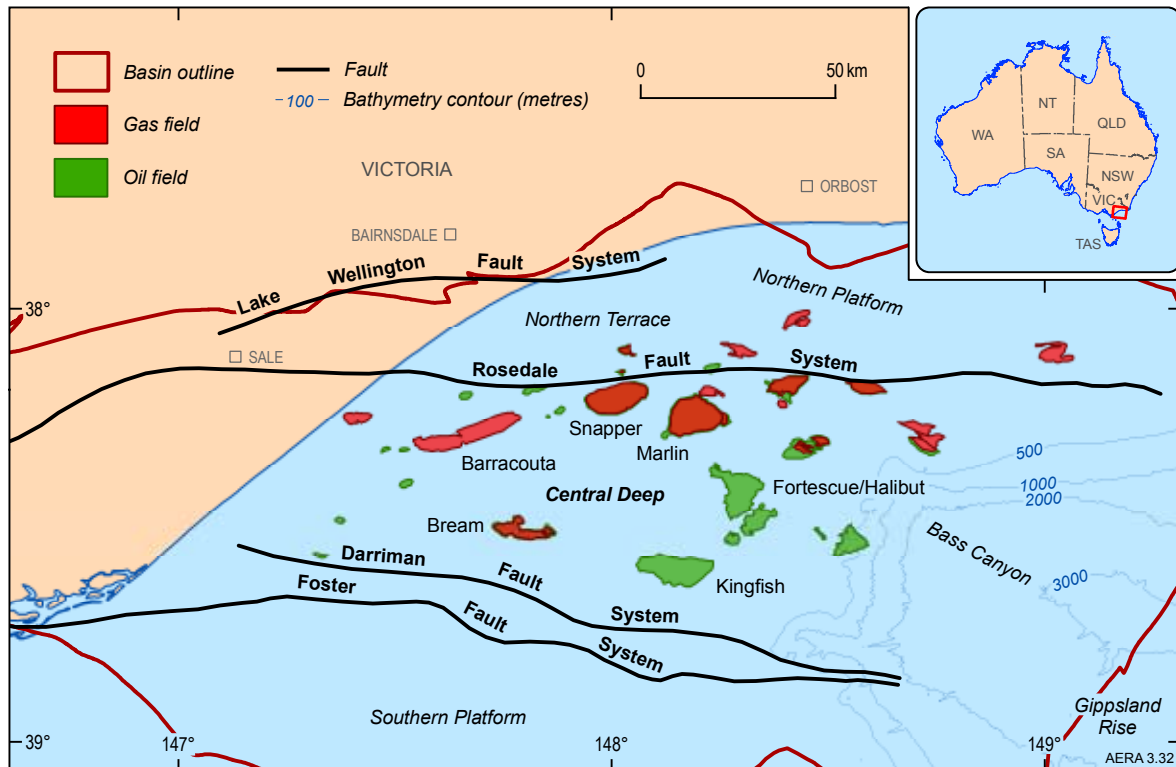 Basin outline
Gas field
Oil field
Fault
-100- Bathymetry contour (metres)
0 50 km
VICTORIA
ORBOST
BAIRNSDALE
SALE
WA
NT
QLD
SA
NSW
VIC
TAS
Lake Wellington Fault System
Northern Platform
Northern Terrace
38°
38°
Rosedale Fault System
Snapper
Marlin
Barracouta
Central Deep
Fortescue/Halibut
500
1000
2000
Bream
Bass Canyon
3000
Darriman Fault System
Kingfish
Foster Fault System
Southern Platform
Gippsland
Rise
39°
147°
148°
149°
AERA 3.32